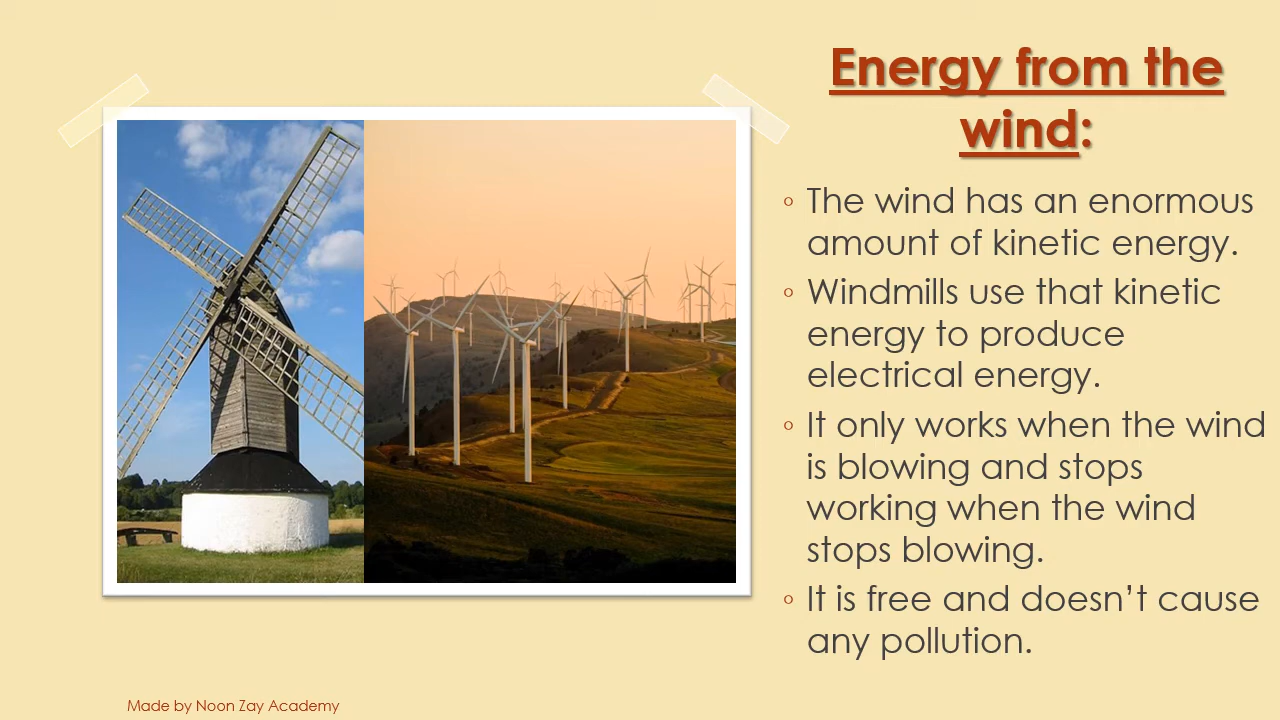 Energy from the
wind:
◦ The wind has an enormous
amount of kinetic energy.
◦ Windmills use that kinetic
energy to produce
electrical energy.
◦ It only works when the wind
is blowing and stops
working when the wind
stops blowing.
◦ It is free and doesn’t cause
any pollution.
Made by Noon Zay Academy